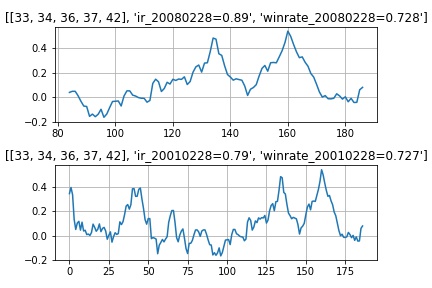 [[33, 34, 36, 37, 42], 'ir_20080228=0.89', 'winrate_20080228=0.728']
0.4
0.2
0.0
−0.2
80 100 120 140 160 180
[[33, 34, 36, 37, 42], 'ir_20010228=0.79', 'winrate_20010228=0.727']
0.4
0.2
0.0
−0.2
0 25 50 75 100 125 150 175